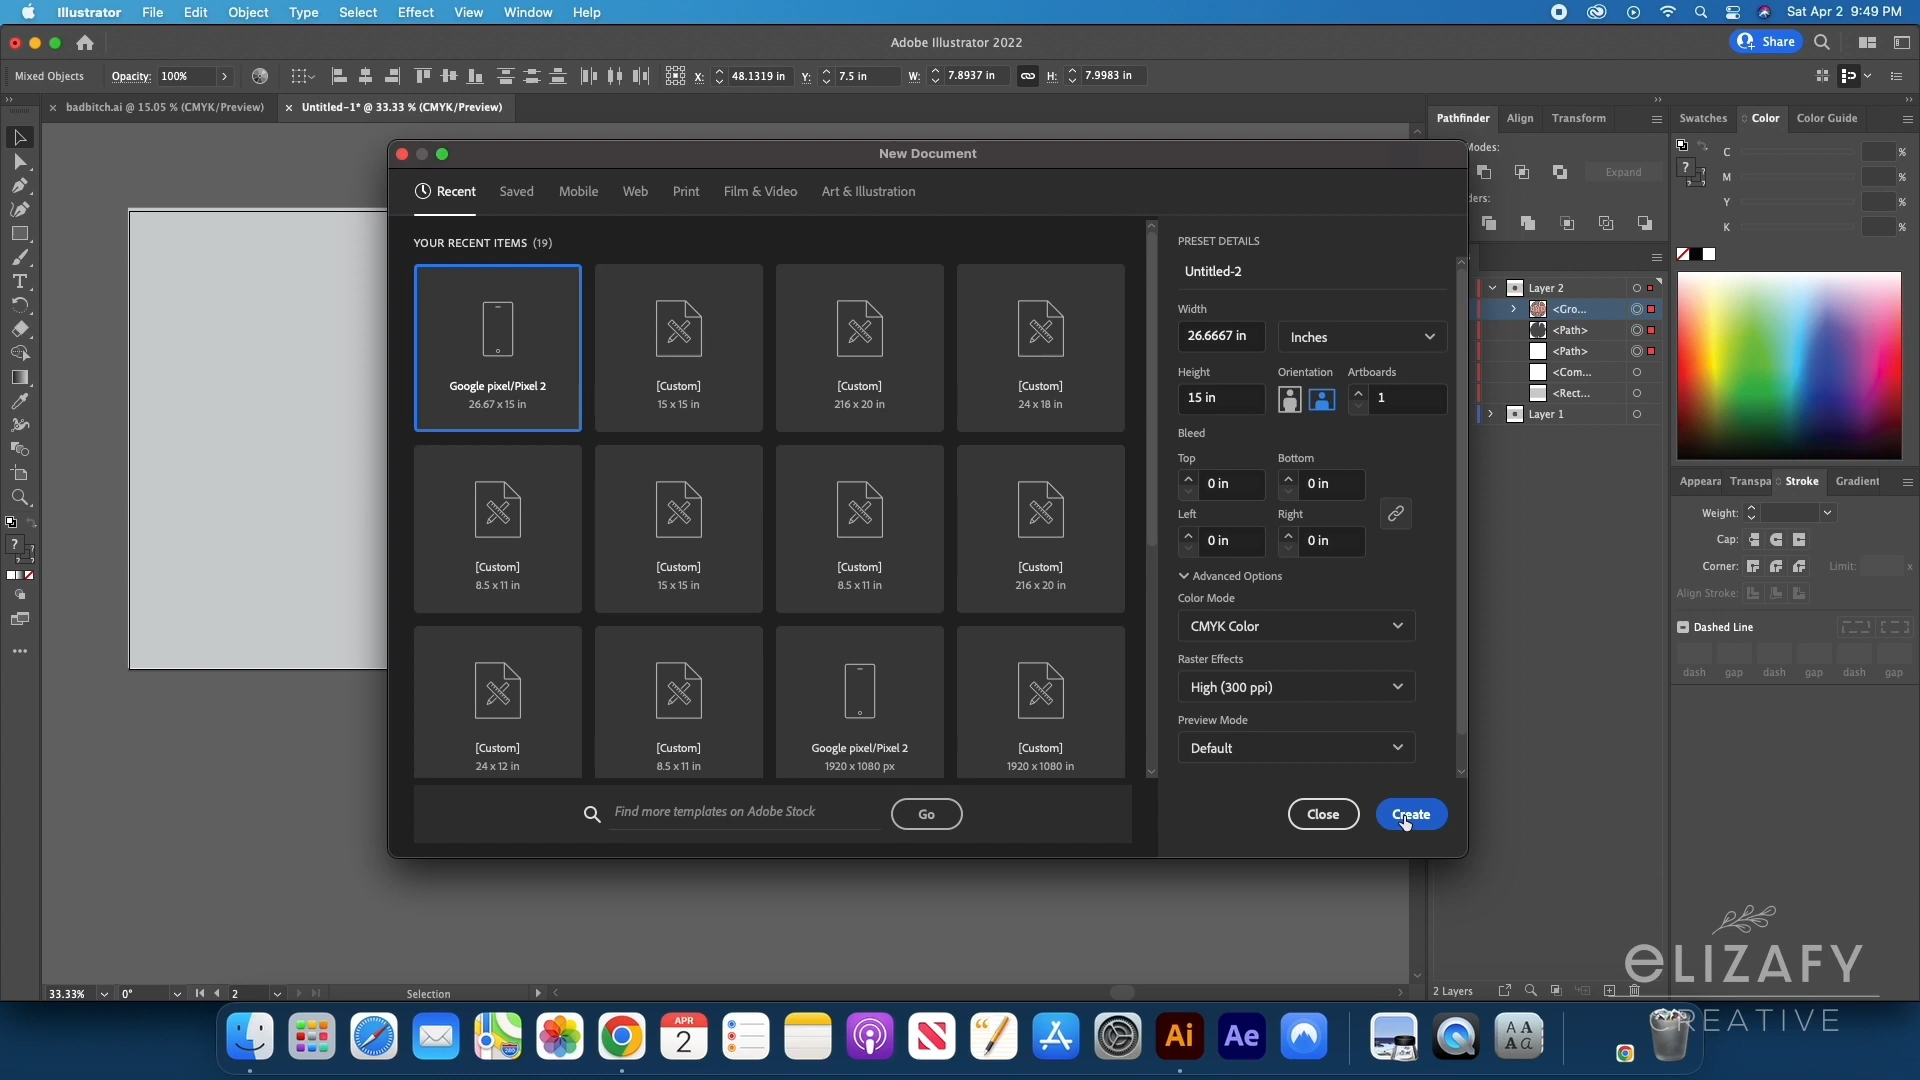 Illustrator File Edit Object Type Select Effect View Window Help
Sat Apr 2 9:49 PM
Adobe Illustrator 2022
Share
Mixed Objects Opacity: 100% X: 48.1319 in Y: 7.5 in W: 7.8937 in H: 7.9983 in
badbitch.ai @ 15.05 % (CMYK/Preview)
Untitled-1* @ 33.33 % (CMYK/Preview)
New Document
Recent Saved Mobile Web Print Film & Video Art & Illustration
YOUR RECENT ITEMS (19)
Google pixel/Pixel 2
26.67 x 15 in
[Custom]
15 x 15 in
[Custom]
216 x 20 in
[Custom]
24 x 18 in
[Custom]
8.5 x 11 in
[Custom]
15 x 15 in
[Custom]
8.5 x 11 in
[Custom]
216 x 20 in
[Custom]
24 x 12 in
[Custom]
8.5 x 11 in
Google pixel/Pixel 2
1920 x 1080 px
[Custom]
1920 x 1080 in
Find more templates on Adobe Stock
Go
PRESET DETAILS
Untitled-2
Width
26.6667 in Inches
Height Orientation Artboards
15 in 1
Bleed
Top Bottom
0 in 0 in
Left Right
0 in 0 in
Advanced Options
Color Mode
CMYK Color
Raster Effects
High (300 ppi)
Preview Mode
Default
Close Create
Pathfinder Align Transform
Modes:
Expand
ders:
Layer 2
<Gro...
<Path>
<Path>
<Com...
<Rect...
Layer 1
2 Layers
Swatches Color Color Guide
C %
M %
Y %
K %
Appeara Transpa Stroke Gradient
Weight:
Cap:
Corner: Limit: x
Align Stroke:
Dashed Line
dash gap dash gap dash gap
33.33% 0° 2 Selection
eLIZAFY
CREATIVE
APR
2
280
Ai
Ae
AA
Aa